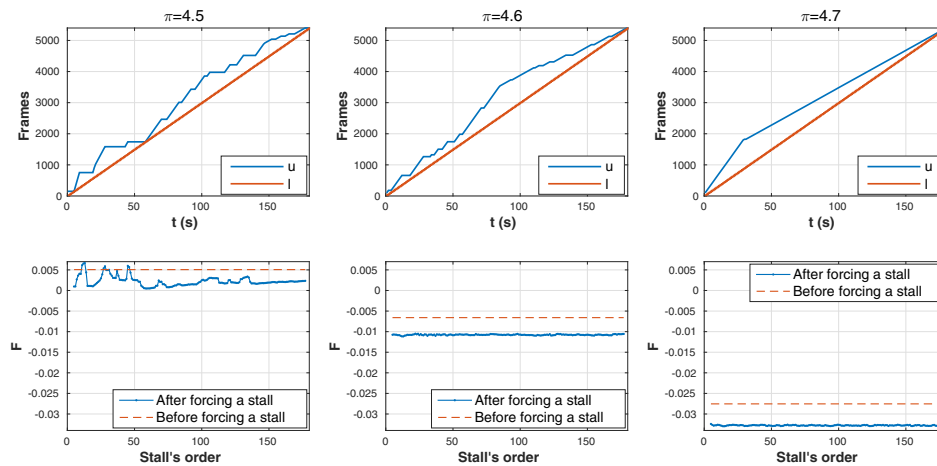 π=4.5
5000
4000
3000
2000
1000
0
Frames
0 50 100 150
t (s)
u
l
π=4.6
5000
4000
3000
2000
1000
0
Frames
0 50 100 150
t (s)
u
l
π=4.7
5000
4000
3000
2000
1000
0
Frames
0 50 100 150
t (s)
u
l
0.005
0
-0.005
-0.01
-0.015
-0.02
-0.025
-0.03
F
After forcing a stall
Before forcing a stall
0 50 100 150
Stall's order
0.005
0
-0.005
-0.01
-0.015
-0.02
-0.025
-0.03
F
After forcing a stall
Before forcing a stall
0 50 100 150
Stall's order
0.005
0
-0.005
-0.01
-0.015
-0.02
-0.025
-0.03
F
After forcing a stall
Before forcing a stall
0 50 100 150
Stall's order